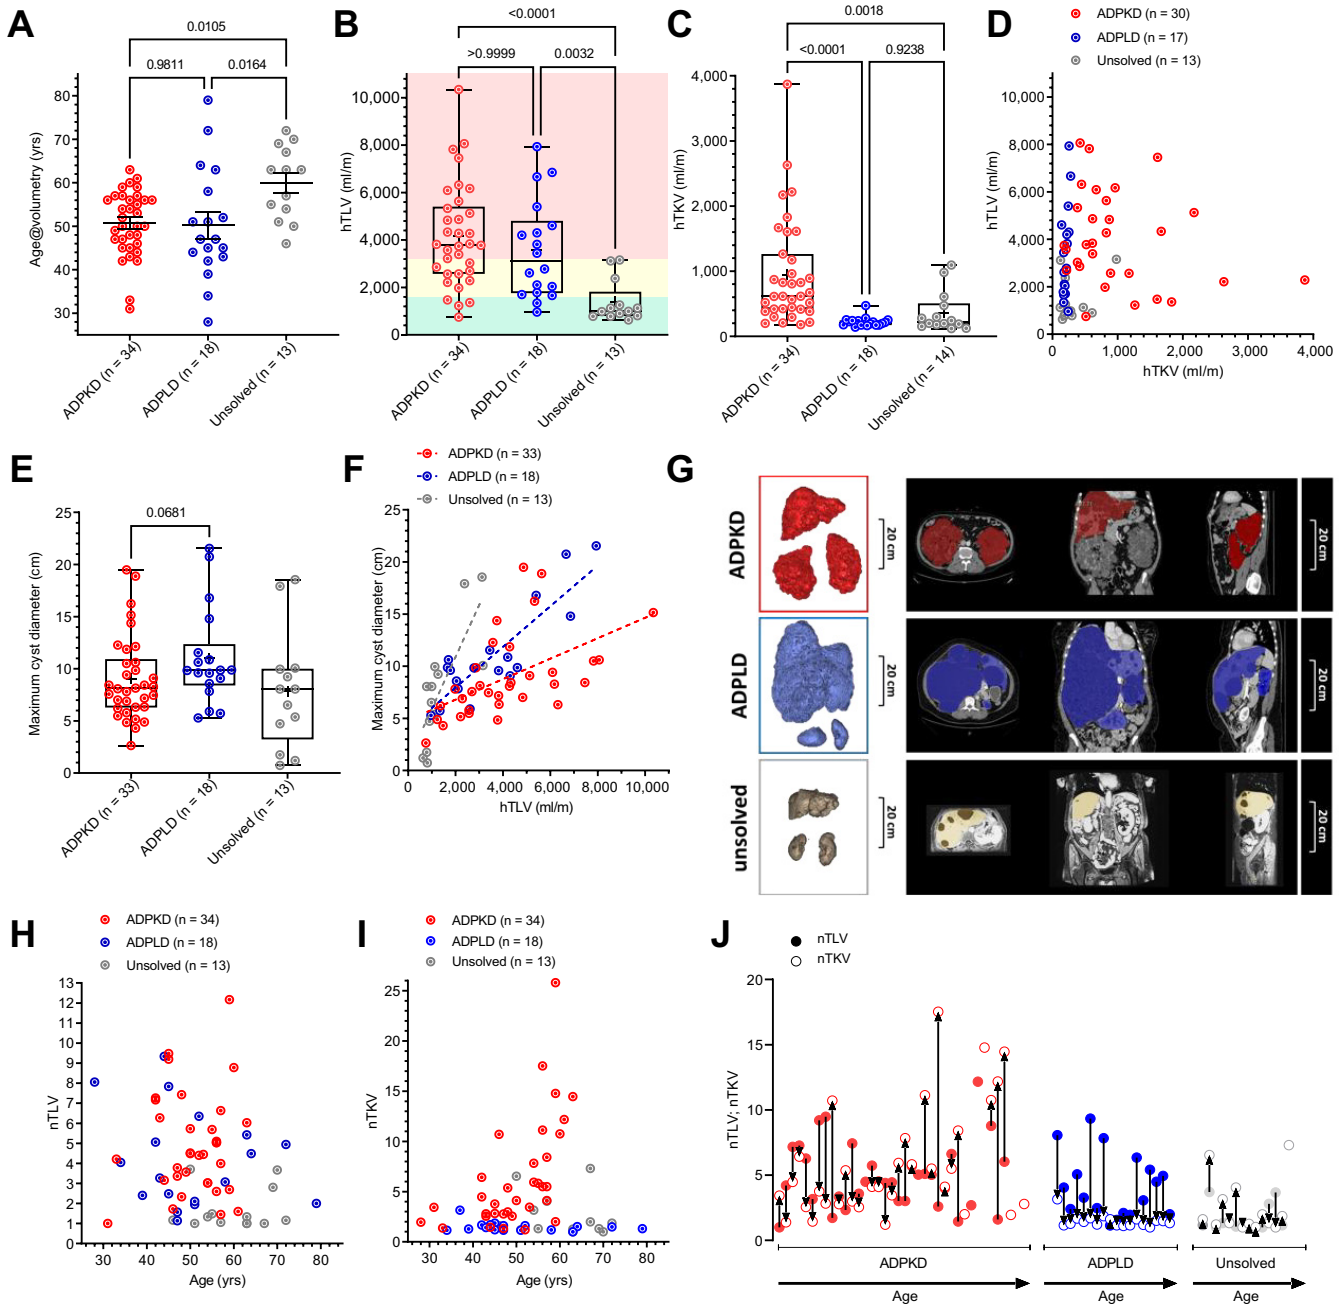 A
0.0105
0.9811
0.0164
Age@volumetry (yrs)
80
70
60
50
40
30
ADPKD (n = 34)
ADPLD (n = 18)
Unsolved (n = 13)
B
<0.0001
>0.9999
0.0032
hTLV (ml/m)
10,000
8,000
6,000
4,000
2,000
0
ADPKD (n = 34)
ADPLD (n = 18)
Unsolved (n = 13)
C
0.0018
<0.0001
0.9238
hTKV (ml/m)
4,000
3,000
2,000
1,000
0
ADPKD (n = 34)
ADPLD (n = 18)
Unsolved (n = 14)
D
ADPKD (n = 30)
ADPLD (n = 17)
Unsolved (n = 13)
hTLV (ml/m)
10,000
8,000
6,000
4,000
2,000
0
0
1,000
2,000
3,000
4,000
hTKV (ml/m)
E
0.0681
Maximum cyst diameter (cm)
25
20
15
10
5
0
ADPKD (n = 33)
ADPLD (n = 18)
Unsolved (n = 13)
F
ADPKD (n = 33)
ADPLD (n = 18)
Unsolved (n = 13)
Maximum cyst diameter (cm)
25
20
15
10
5
0
0
2,000
4,000
6,000
8,000
10,000
hTLV (ml/m)
G
ADPKD
20 cm
20 cm
ADPLD
20 cm
20 cm
unsolved
20 cm
20 cm
H
ADPKD (n = 34)
ADPLD (n = 18)
Unsolved (n = 13)
nTLV
13
12
11
10
9
8
7
6
5
4
3
2
1
0
30
40
50
60
70
80
Age (yrs)
I
ADPKD (n = 34)
ADPLD (n = 18)
Unsolved (n = 13)
nTKV
25
20
15
10
5
0
30
40
50
60
70
80
Age (yrs)
J
nTLV
nTKV
nTLV; nTKV
20
15
10
5
0
ADPKD
ADPLD
Unsolved
Age
Age
Age